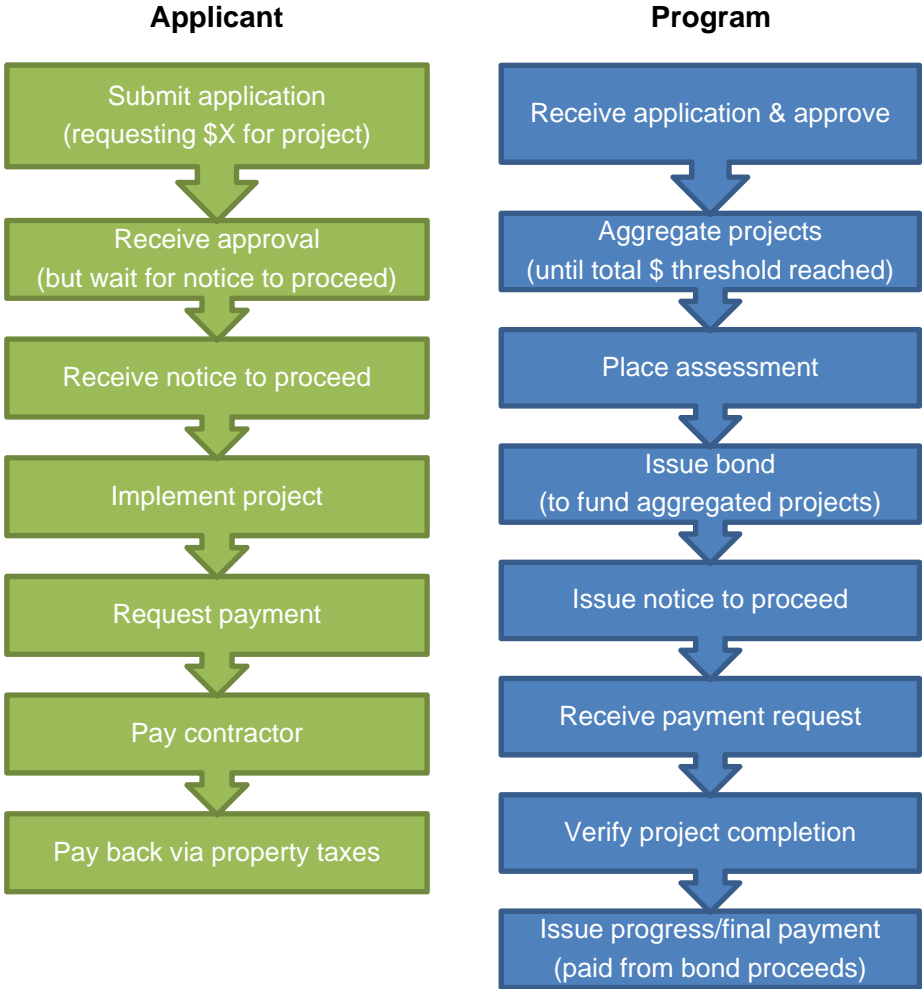 Applicant
Submit application
(requesting $X for project)
Receive approval
(but wait for notice to proceed)
Receive notice to proceed
Implement project
Request payment
Pay contractor
Pay back via property taxes
Program
Receive application & approve
Aggregate projects
(until total $ threshold reached)
Place assessment
Issue bond
(to fund aggregated projects)
Issue notice to proceed
Receive payment request
Verify project completion
Issue progress/final payment
(paid from bond proceeds)